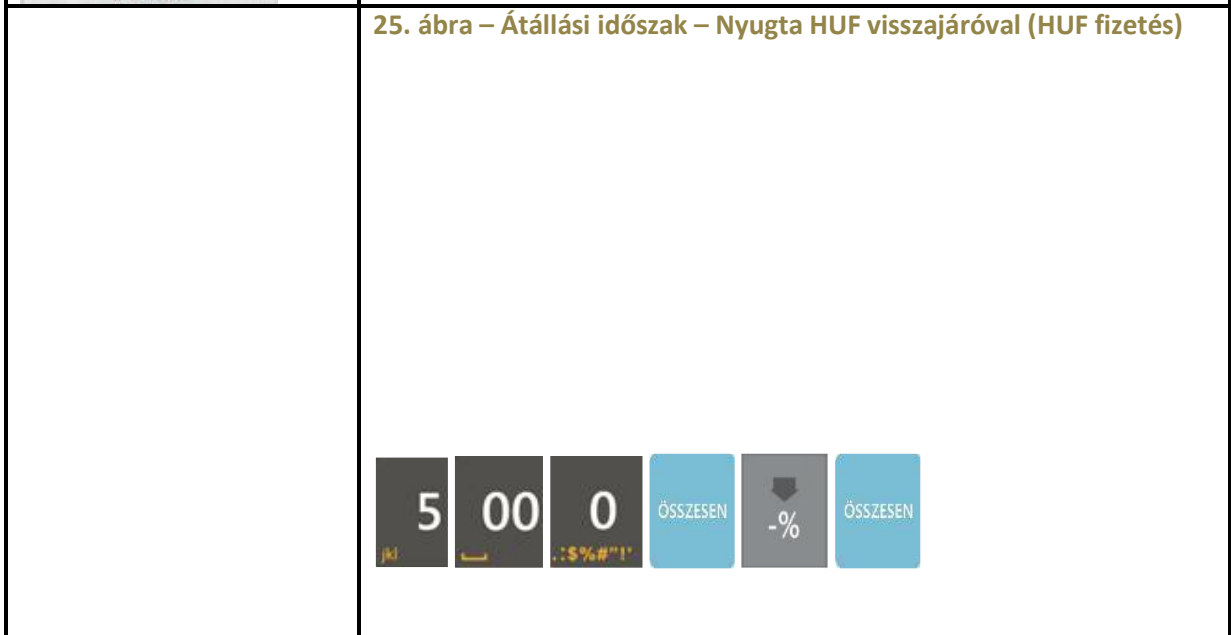 25. ábra – Átállási időszak – Nyugta HUF visszajáróval (HUF fizetés)
5 00 0 ÖSSZESEN -% ÖSSZESEN
jkl .:$%#"!'